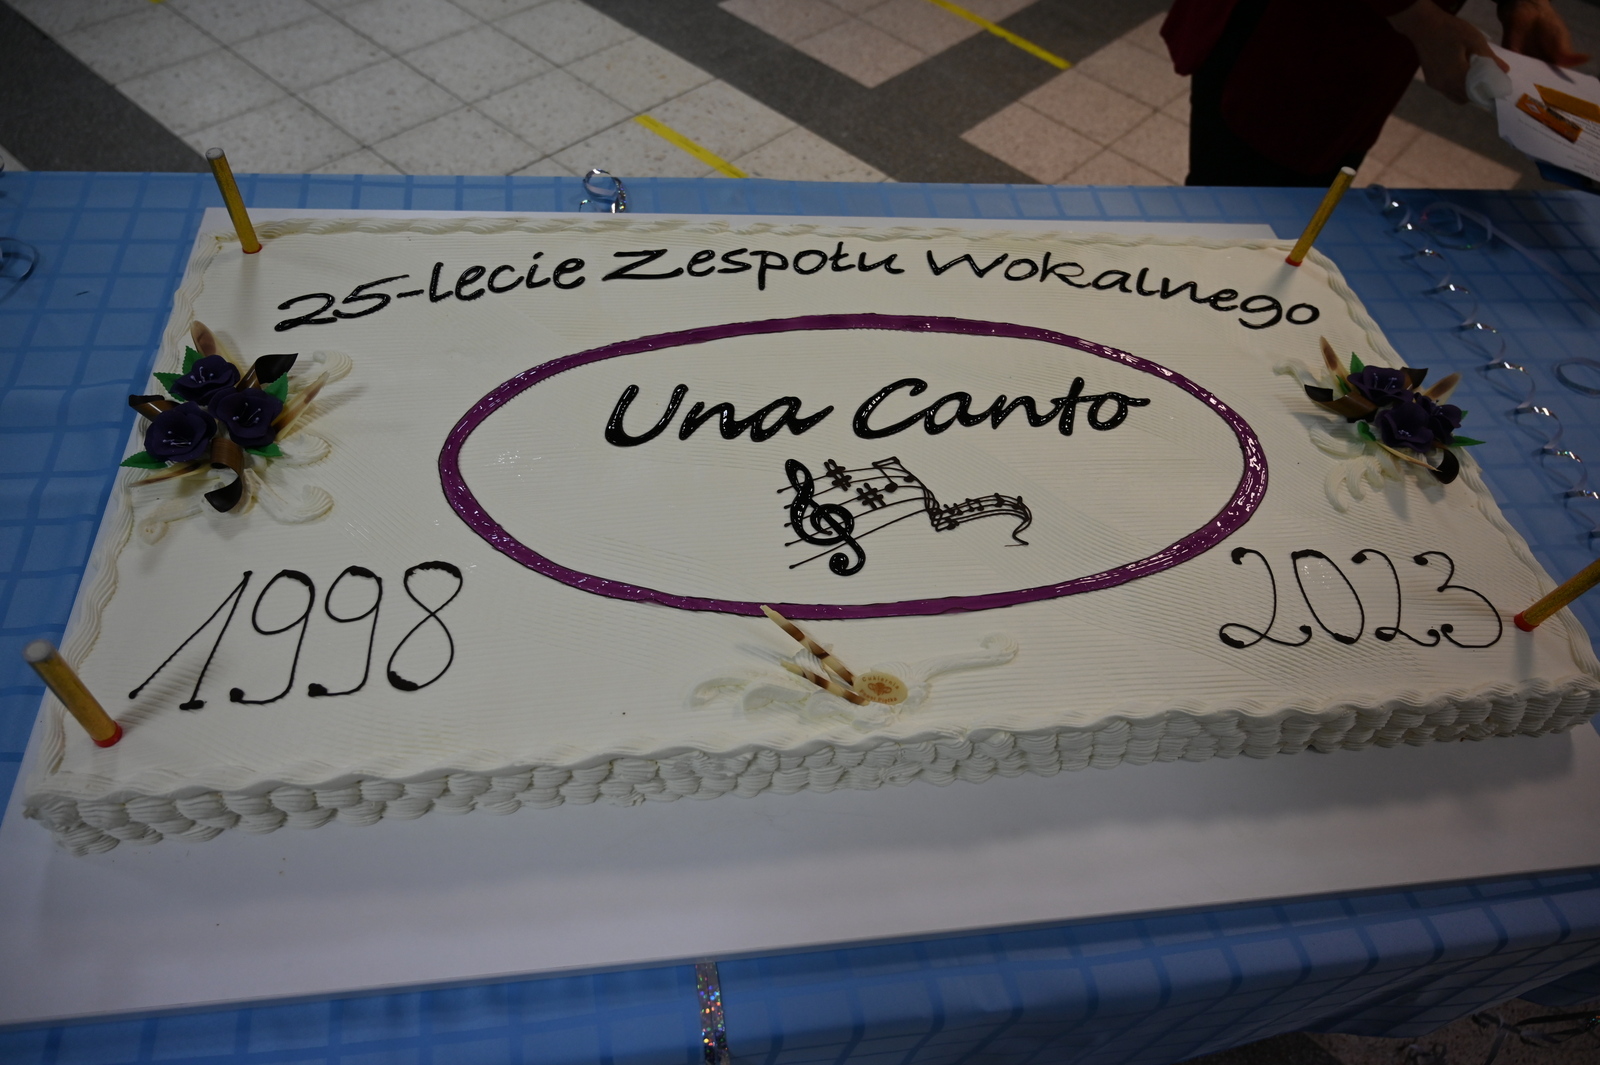 25-lecie Zespołu Wokalnego
Una Canto
1998
2023